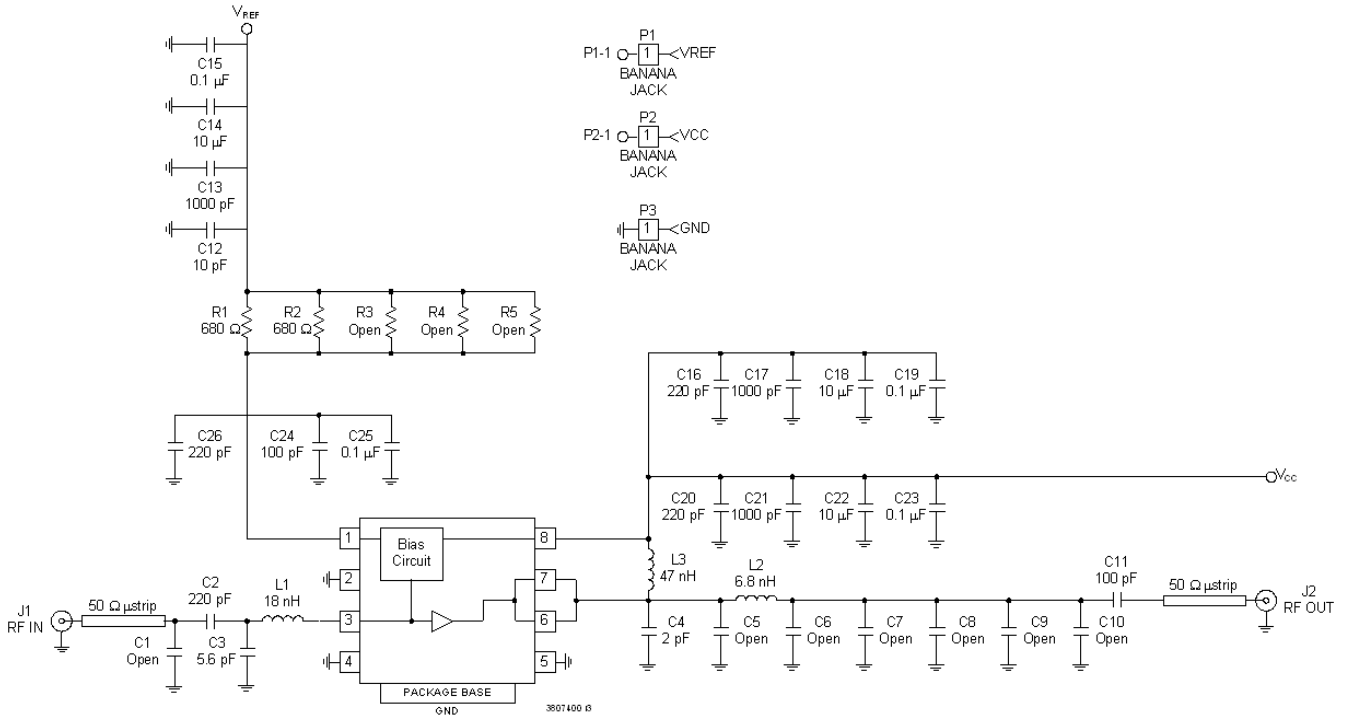 VREF
C15
0.1 µF
C14
10 µF
C13
1000 pF
C12
10 pF
P1
P1-1
1
VREF
BANANA
JACK
P2
P2-1
1
VCC
BANANA
JACK
P3
1
GND
BANANA
JACK
R1
680 Ω
R2
680 Ω
R3
Open
R4
Open
R5
Open
C26
220 pF
C24
100 pF
C25
0.1 µF
C16
220 pF
C17
1000 pF
C18
10 µF
C19
0.1 µF
VCC
C20
220 pF
C21
1000 pF
C22
10 µF
C23
0.1 µF
1
Bias
Circuit
8
2
7
3
6
4
5
J1
RF IN
50 Ω µstrip
C1
Open
C2
220 pF
C3
5.6 pF
L1
18 nH
L3
47 nH
L2
6.8 nH
C4
2 pF
C5
Open
C6
Open
C7
Open
C8
Open
C9
Open
C10
Open
C11
100 pF
50 Ω µstrip
J2
RF OUT
PACKAGE BASE
GND